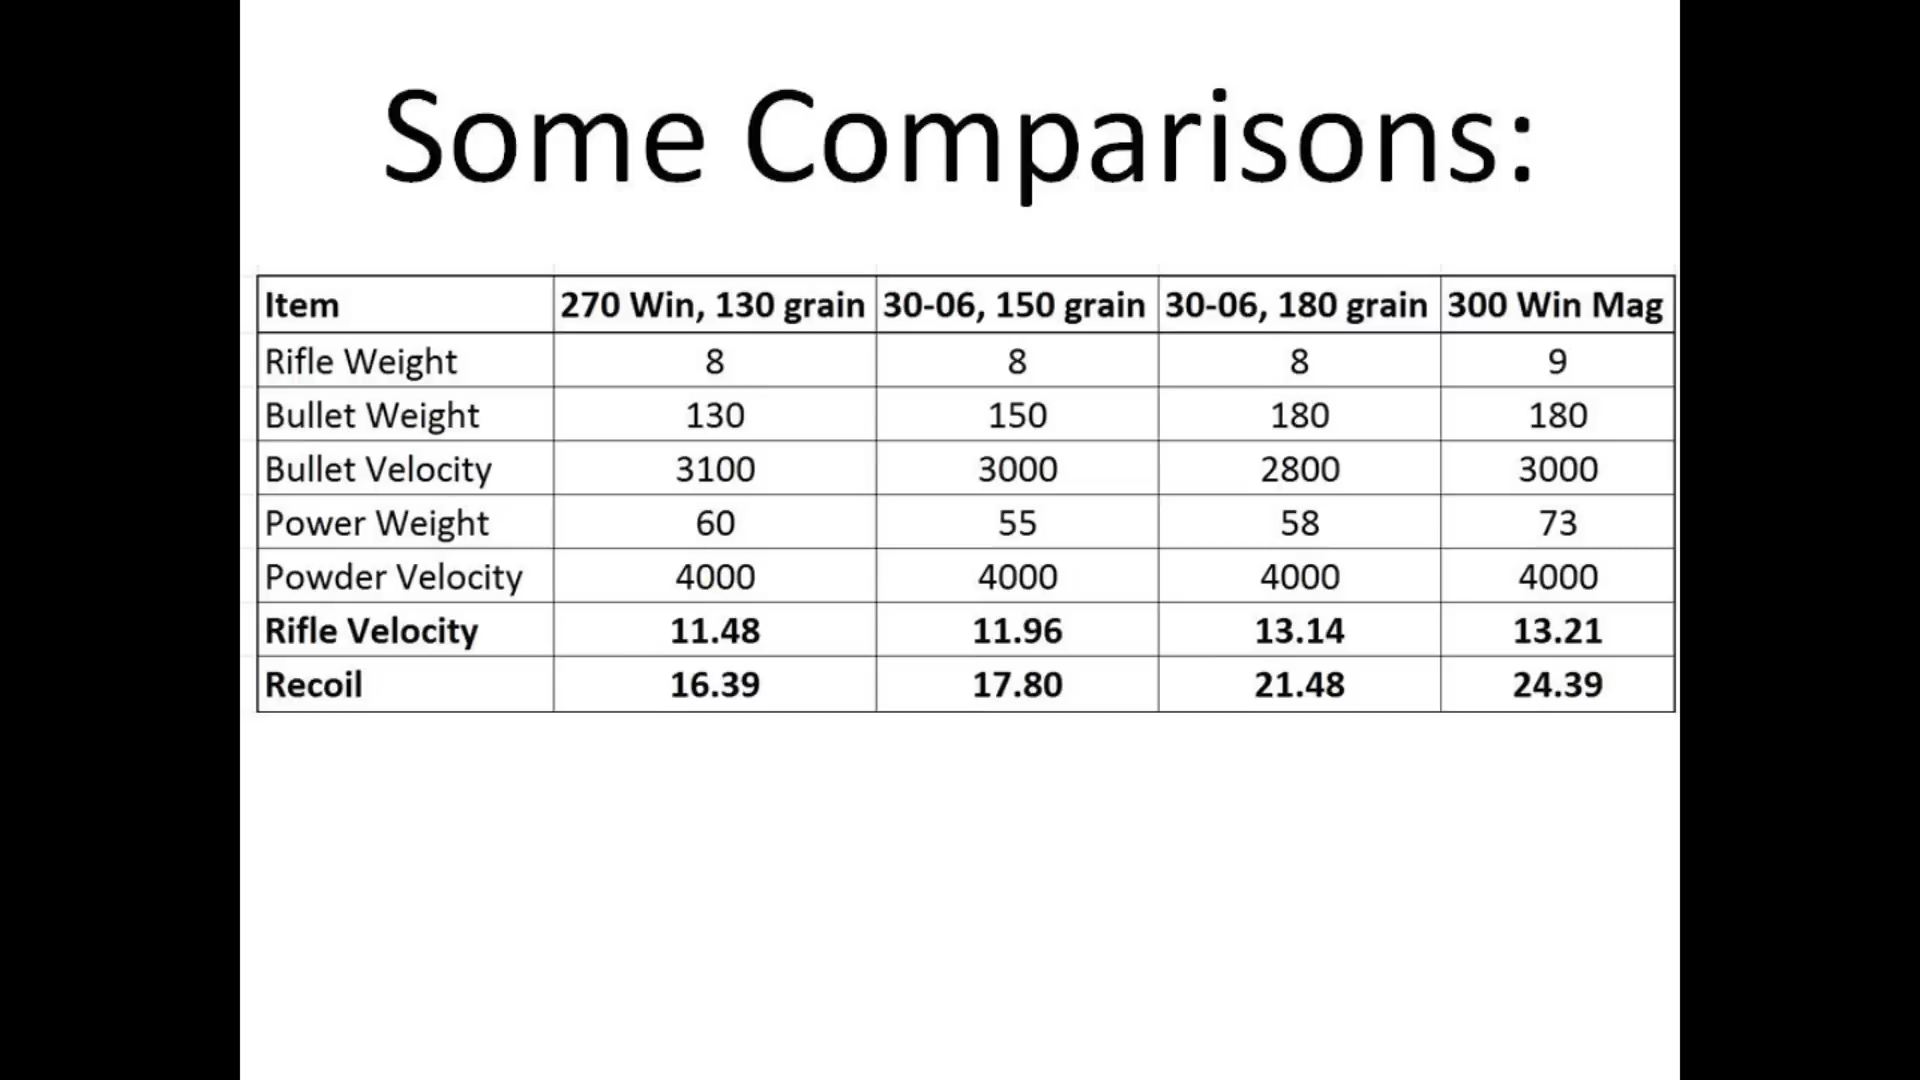 Some Comparisons:
Item 270 Win, 130 grain 30-06, 150 grain 30-06, 180 grain 300 Win Mag
Rifle Weight 8 8 8 9
Bullet Weight 130 150 180 180
Bullet Velocity 3100 3000 2800 3000
Power Weight 60 55 58 73
Powder Velocity 4000 4000 4000 4000
Rifle Velocity 11.48 11.96 13.14 13.21
Recoil 16.39 17.80 21.48 24.39